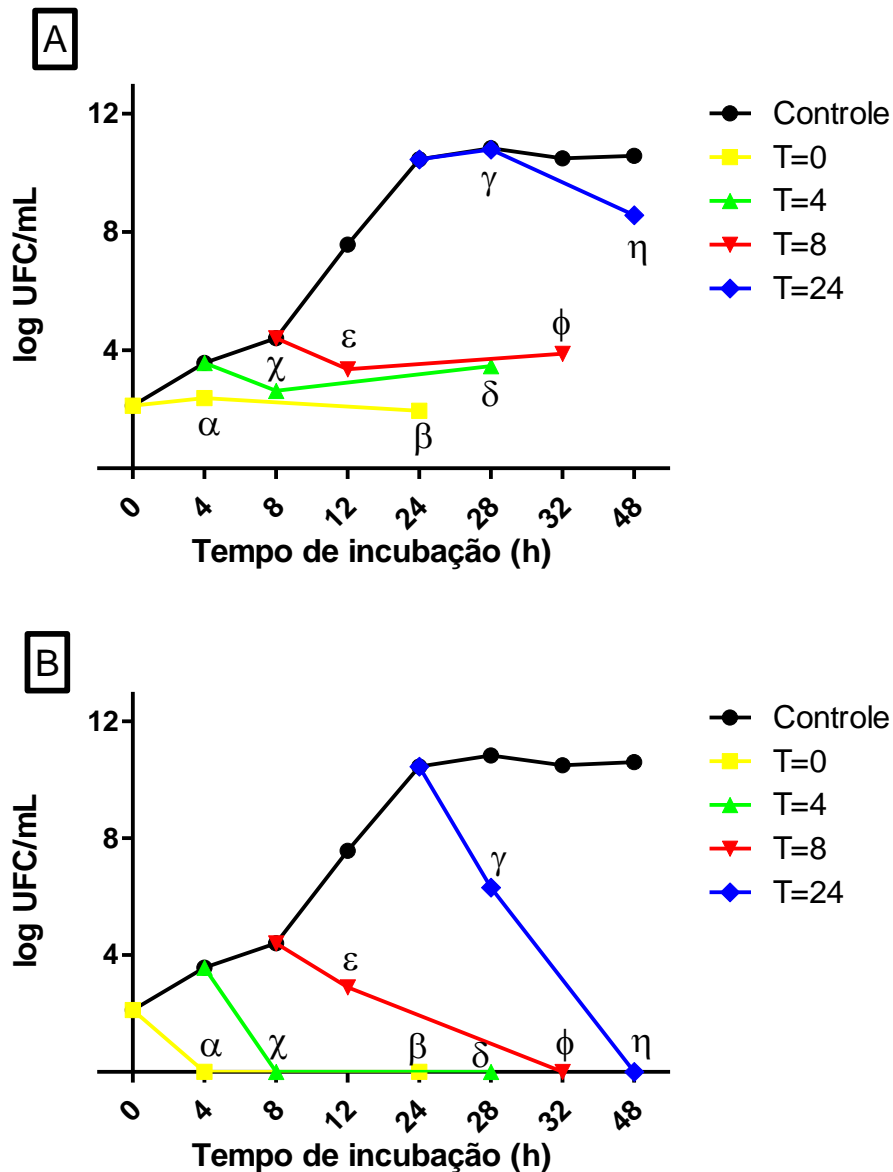 A
log UFC/mL
12
8
4
γ
η
ε
ϕ
χ
δ
α
β
0 4 8 12 24 28 32 48
Tempo de incubação (h)
Controle
T=0
T=4
T=8
T=24
B
log UFC/mL
12
8
4
γ
ε
α
χ
β
δ
ϕ
η
0 4 8 12 24 28 32 48
Tempo de incubação (h)
Controle
T=0
T=4
T=8
T=24